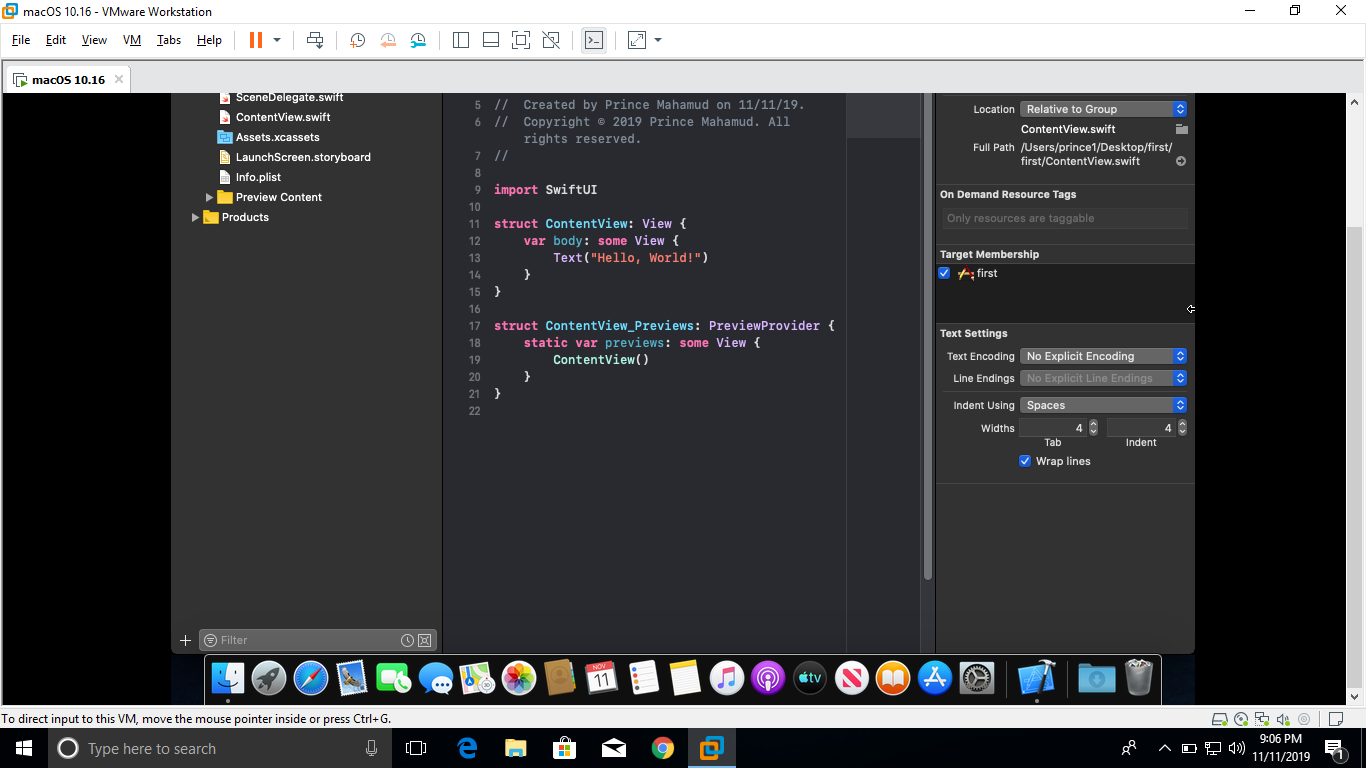 macOS 10.16 - VMware Workstation
File Edit View VM Tabs Help
macOS 10.16
SceneDelegate.swift
ContentView.swift
Assets.xcassets
LaunchScreen.storyboard
Info.plist
Preview Content
Products
Filter
5 // Created by Prince Mahamud on 11/11/19.
6 // Copyright © 2019 Prince Mahamud. All
rights reserved.
7 //
8
9 import SwiftUI
10
11 struct ContentView: View {
12 var body: some View {
13 Text("Hello, World!")
14 }
15 }
16
17 struct ContentView_Previews: PreviewProvider {
18 static var previews: some View {
19 ContentView()
20 }
21 }
22
Location Relative to Group
ContentView.swift
Full Path /Users/prince1/Desktop/first/
first/ContentView.swift
On Demand Resource Tags
Only resources are taggable
Target Membership
first
Text Settings
Text Encoding No Explicit Encoding
Line Endings No Explicit Line Endings
Indent Using Spaces
Widths 4 4
Tab Indent
Wrap lines
NOV
11
tv
To direct input to this VM, move the mouse pointer inside or press Ctrl+G.
Type here to search
9:06 PM
11/11/2019
1